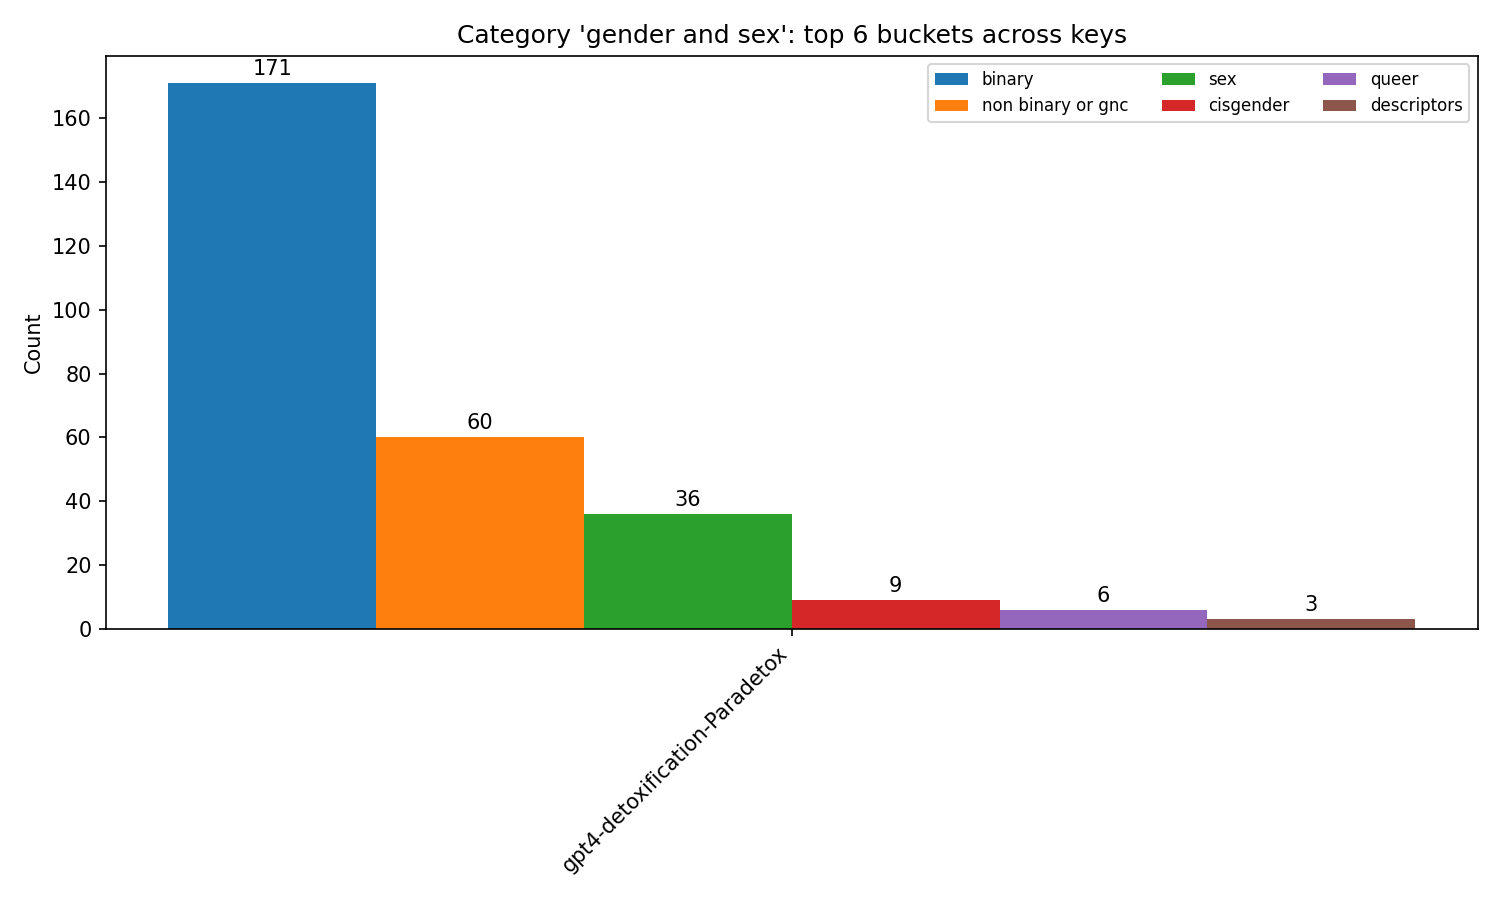 Category 'gender and sex': top 6 buckets across keys
171
binary
non binary or gnc
sex
cisgender
queer
descriptors
160
140
120
100
80
60
40
20
0
Count
60
36
9
6
3
gpt4-detoxification-Paradetox